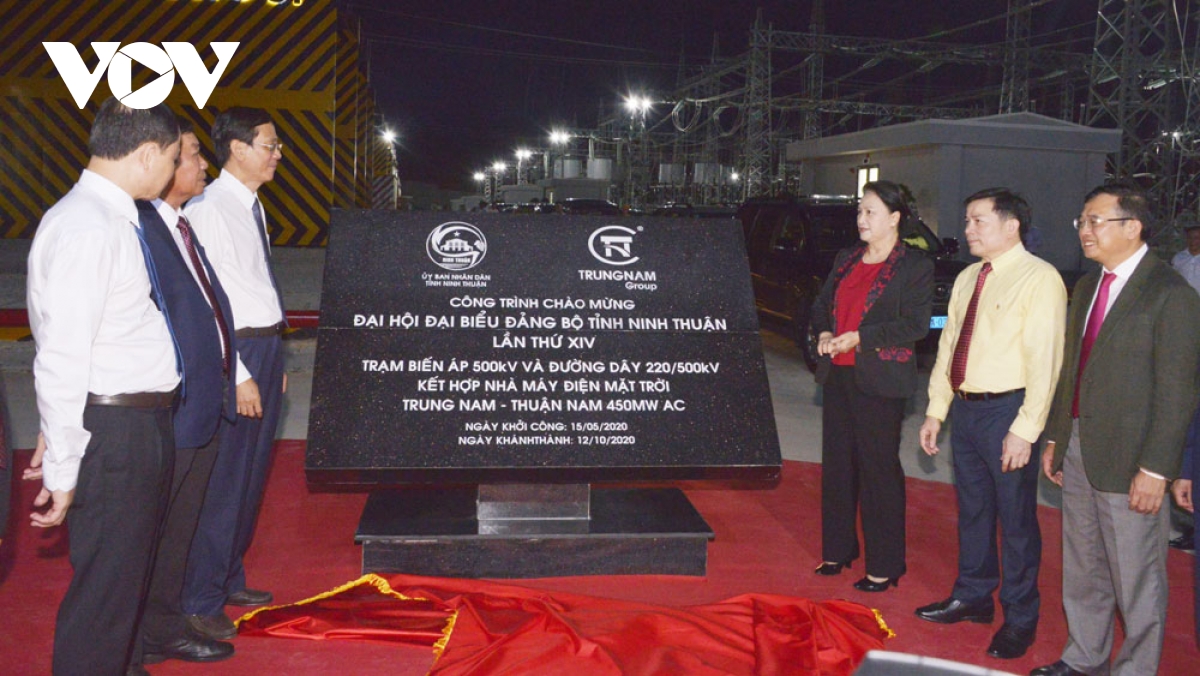 VOV
NINH THUẬN
ỦY BAN NHÂN DÂN
TỈNH NINH THUẬN
TRUNGNAM
Group
CÔNG TRÌNH CHÀO MỪNG
ĐẠI HỘI ĐẠI BIỂU ĐẢNG BỘ TỈNH NINH THUẬN
LẦN THỨ XIV
TRẠM BIẾN ÁP 500kV VÀ ĐƯỜNG DÂY 220/500kV
KẾT HỢP NHÀ MÁY ĐIỆN MẶT TRỜI
TRUNG NAM - THUẬN NAM 450MW AC
NGÀY KHỞI CÔNG: 15/05/2020
NGÀY KHÁNHTHÀNH: 12/10/2020